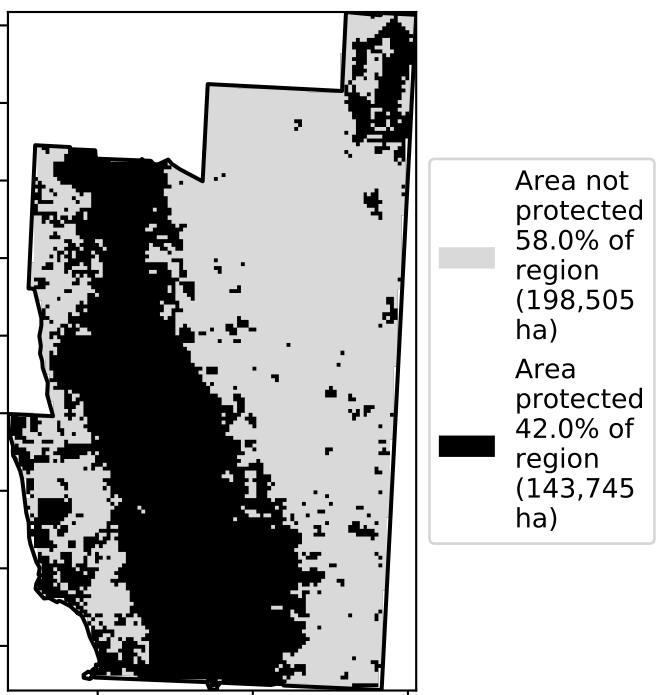 Area not
protected
58.0% of
region
(198,505
ha)
Area
protected
42.0% of
region
(143,745
ha)